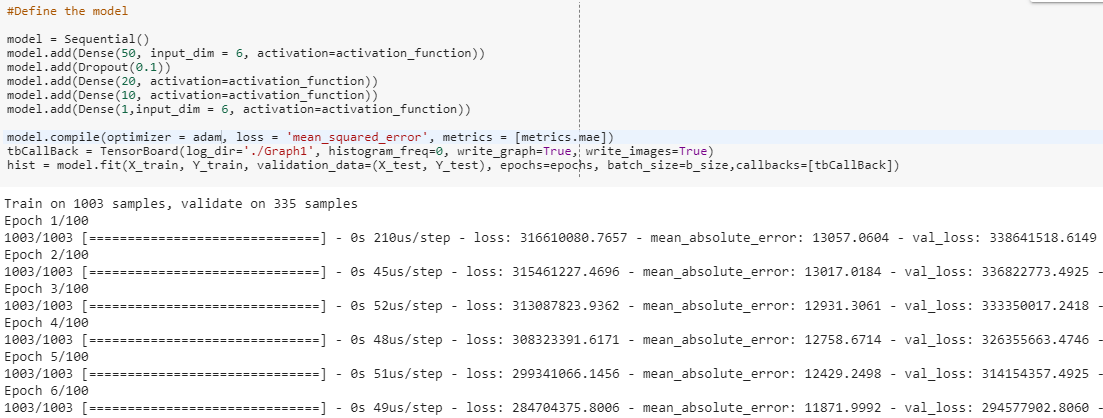 #Define the model
model = Sequential()
model.add(Dense(50, input_dim = 6, activation=activation_function))
model.add(Dropout(0.1))
model.add(Dense(20, activation=activation_function))
model.add(Dense(10, activation=activation_function))
model.add(Dense(1,input_dim = 6, activation=activation_function))
model.compile(optimizer = adam, loss = 'mean_squared_error', metrics = [metrics.mae])
tbCallBack = TensorBoard(log_dir='./Graph1', histogram_freq=0, write_graph=True, write_images=True)
hist = model.fit(X_train, Y_train, validation_data=(X_test, Y_test), epochs=epochs, batch_size=b_size,callbacks=[tbCallBack])
Train on 1003 samples, validate on 335 samples
Epoch 1/100
1003/1003 [==============================] - 0s 210us/step - loss: 316610080.7657 - mean_absolute_error: 13057.0604 - val_loss: 338641518.6149
Epoch 2/100
1003/1003 [==============================] - 0s 45us/step - loss: 315461227.4696 - mean_absolute_error: 13017.0184 - val_loss: 336822773.4925 -
Epoch 3/100
1003/1003 [==============================] - 0s 52us/step - loss: 313087823.9362 - mean_absolute_error: 12931.3061 - val_loss: 333350017.2418 -
Epoch 4/100
1003/1003 [==============================] - 0s 48us/step - loss: 308323391.6171 - mean_absolute_error: 12758.6714 - val_loss: 326355663.4746 -
Epoch 5/100
1003/1003 [==============================] - 0s 51us/step - loss: 299341066.1456 - mean_absolute_error: 12429.2498 - val_loss: 314154357.4925 -
Epoch 6/100
1003/1003 [==============================] - 0s 49us/step - loss: 284704375.8006 - mean_absolute_error: 11871.9992 - val_loss: 294577902.8060 -